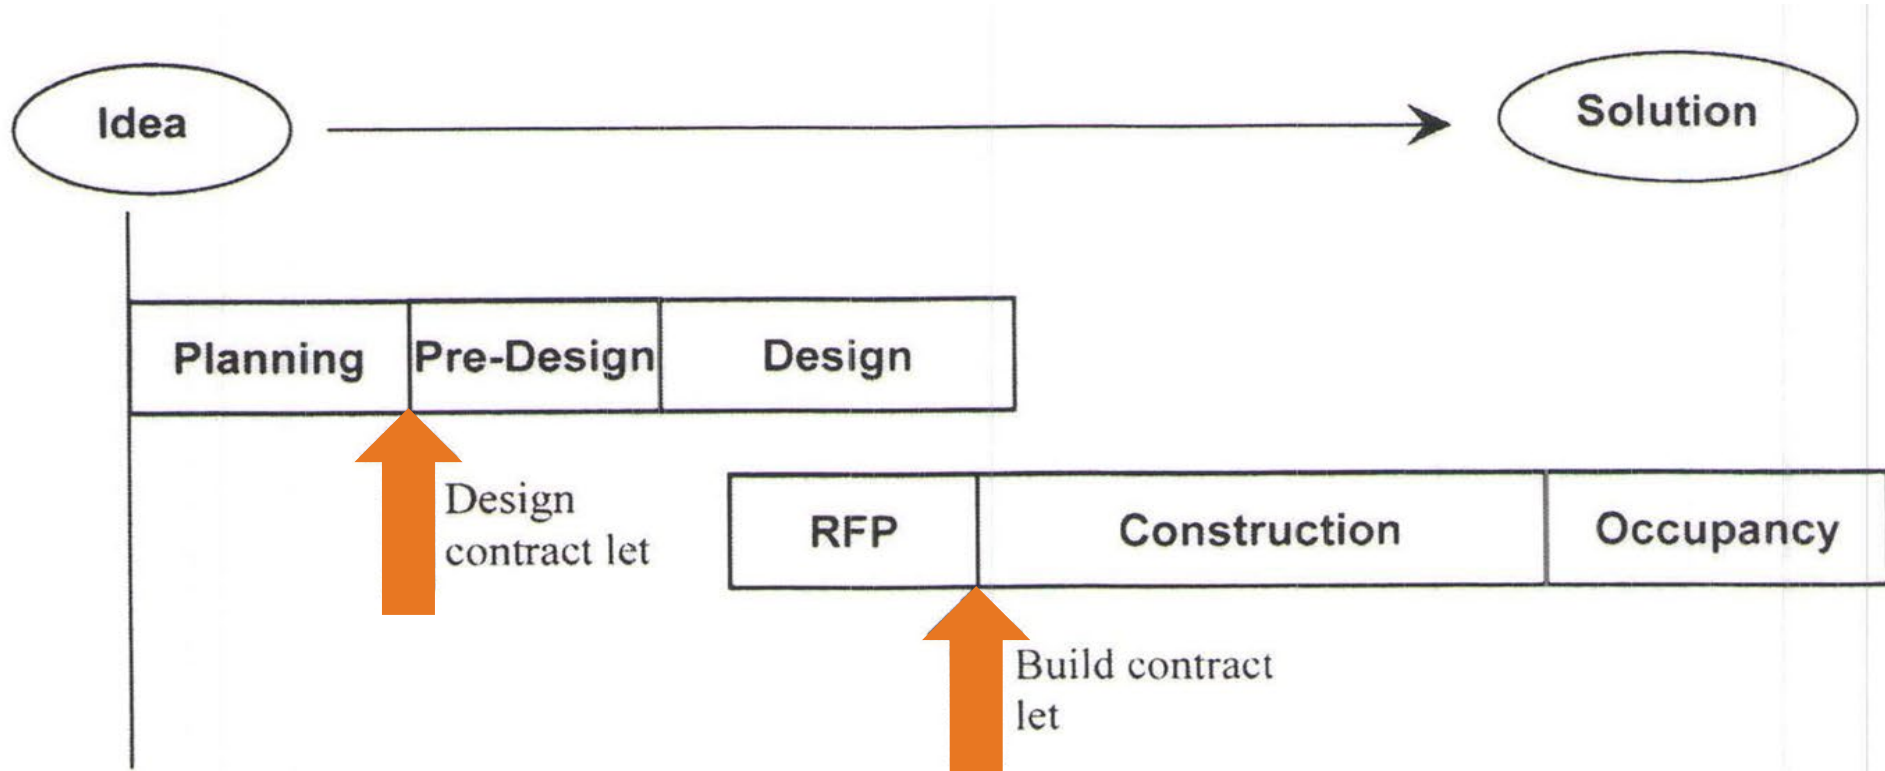 Idea
Solution
Planning
Pre-Design
Design
Design
contract let
RFP
Construction
Occupancy
Build contract
let